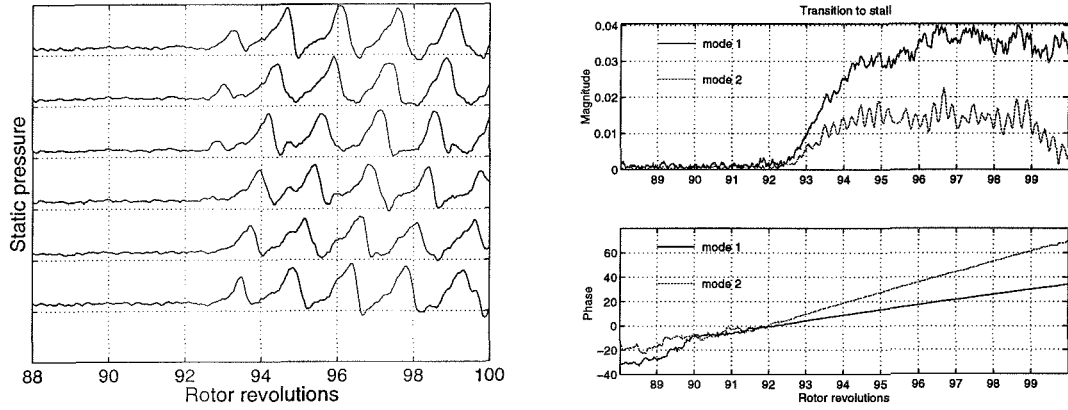 Static pressure
88 90 92 94 96 98 100
Rotor revolutions
Transition to stall
0.04
0.03
0.02
0.01
0
Magnitude
mode 1
mode 2
89 90 91 92 93 94 95 96 97 98 99
60
40
20
0
-20
-40
Phase
mode 1
mode 2
89 90 91 92 93 94 95 96 97 98 99
Rotor revolutions